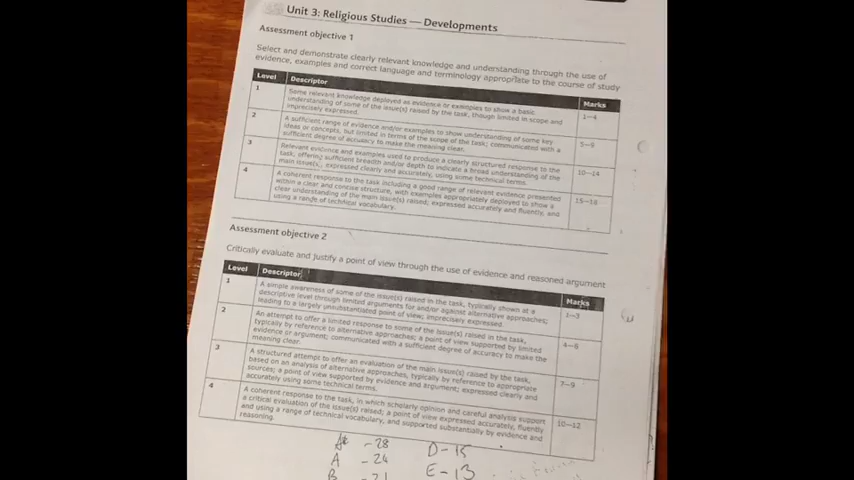 Unit 3: Religious Studies — Developments
Assessment objective 1
Select and demonstrate clearly relevant knowledge and understanding through the use of
evidence, examples and correct language and terminology appropriate to the course of study
Level Descriptor Marks
1 Some relevant knowledge deployed as evidence or examples to show a basic
understanding of some of the issue(s) raised by the task, though limited in scope and
imprecisely expressed. 1—4
2 A sufficient range of evidence and/or examples to show understanding of some key
ideas or concepts, but limited in terms of the scope of the task; communicated with a
sufficient degree of accuracy to make the meaning clear. 5—9
3 Relevant evidence and examples used to produce a clearly structured response to the
task, offering sufficient breadth and/or depth to indicate a broad understanding of the
main issue(s), expressed clearly and accurately, using some technical terms. 10—14
4 A coherent response to the task including a good range of relevant evidence presented
within a clear and concise structure, with examples appropriately deployed to show a
clear understanding of the main issue(s) raised; expressed accurately and fluently, and
using a range of technical vocabulary. 15—18
Assessment objective 2
Critically evaluate and justify a point of view through the use of evidence and reasoned argument
Level Descriptor Marks
1 A simple awareness of some of the issue(s) raised in the task, typically shown at a
descriptive level through limited arguments for and/or against alternative approaches;
leading to a largely unsubstantiated point of view; imprecisely expressed. 1—3
2 An attempt to offer a limited response to some of the issue(s) raised in the task,
typically by reference to alternative approaches; a point of view supported by limited
evidence or argument; communicated with a sufficient degree of accuracy to make the
meaning clear. 4—6
3 A structured attempt to offer an evaluation of the main issue(s) raised by the task,
based on an analysis of alternative approaches, typically by reference to appropriate
sources; a point of view supported by evidence and argument; expressed clearly and
accurately using some technical terms. 7—9
4 A coherent response to the task, in which scholarly opinion and careful analysis support
a critical evaluation of the issue(s) raised; a point of view expressed accurately, fluently
and using a range of technical vocabulary, and supported substantially by evidence and
reasoning. 10—12
A* - 28 D - 15
A - 24 E - 13
B - 21